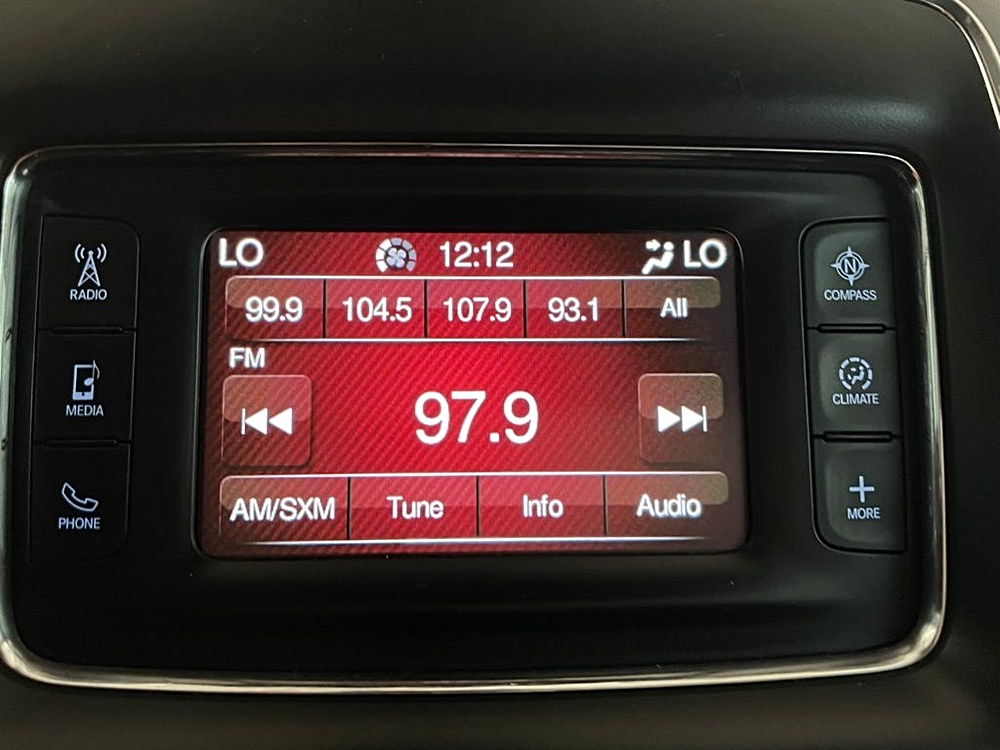 LO 12:12 LO
99.9 104.5 107.9 93.1 All
FM
97.9
AM/SXM Tune Info Audio
RADIO
MEDIA
PHONE
N
COMPASS
CLIMATE
MORE